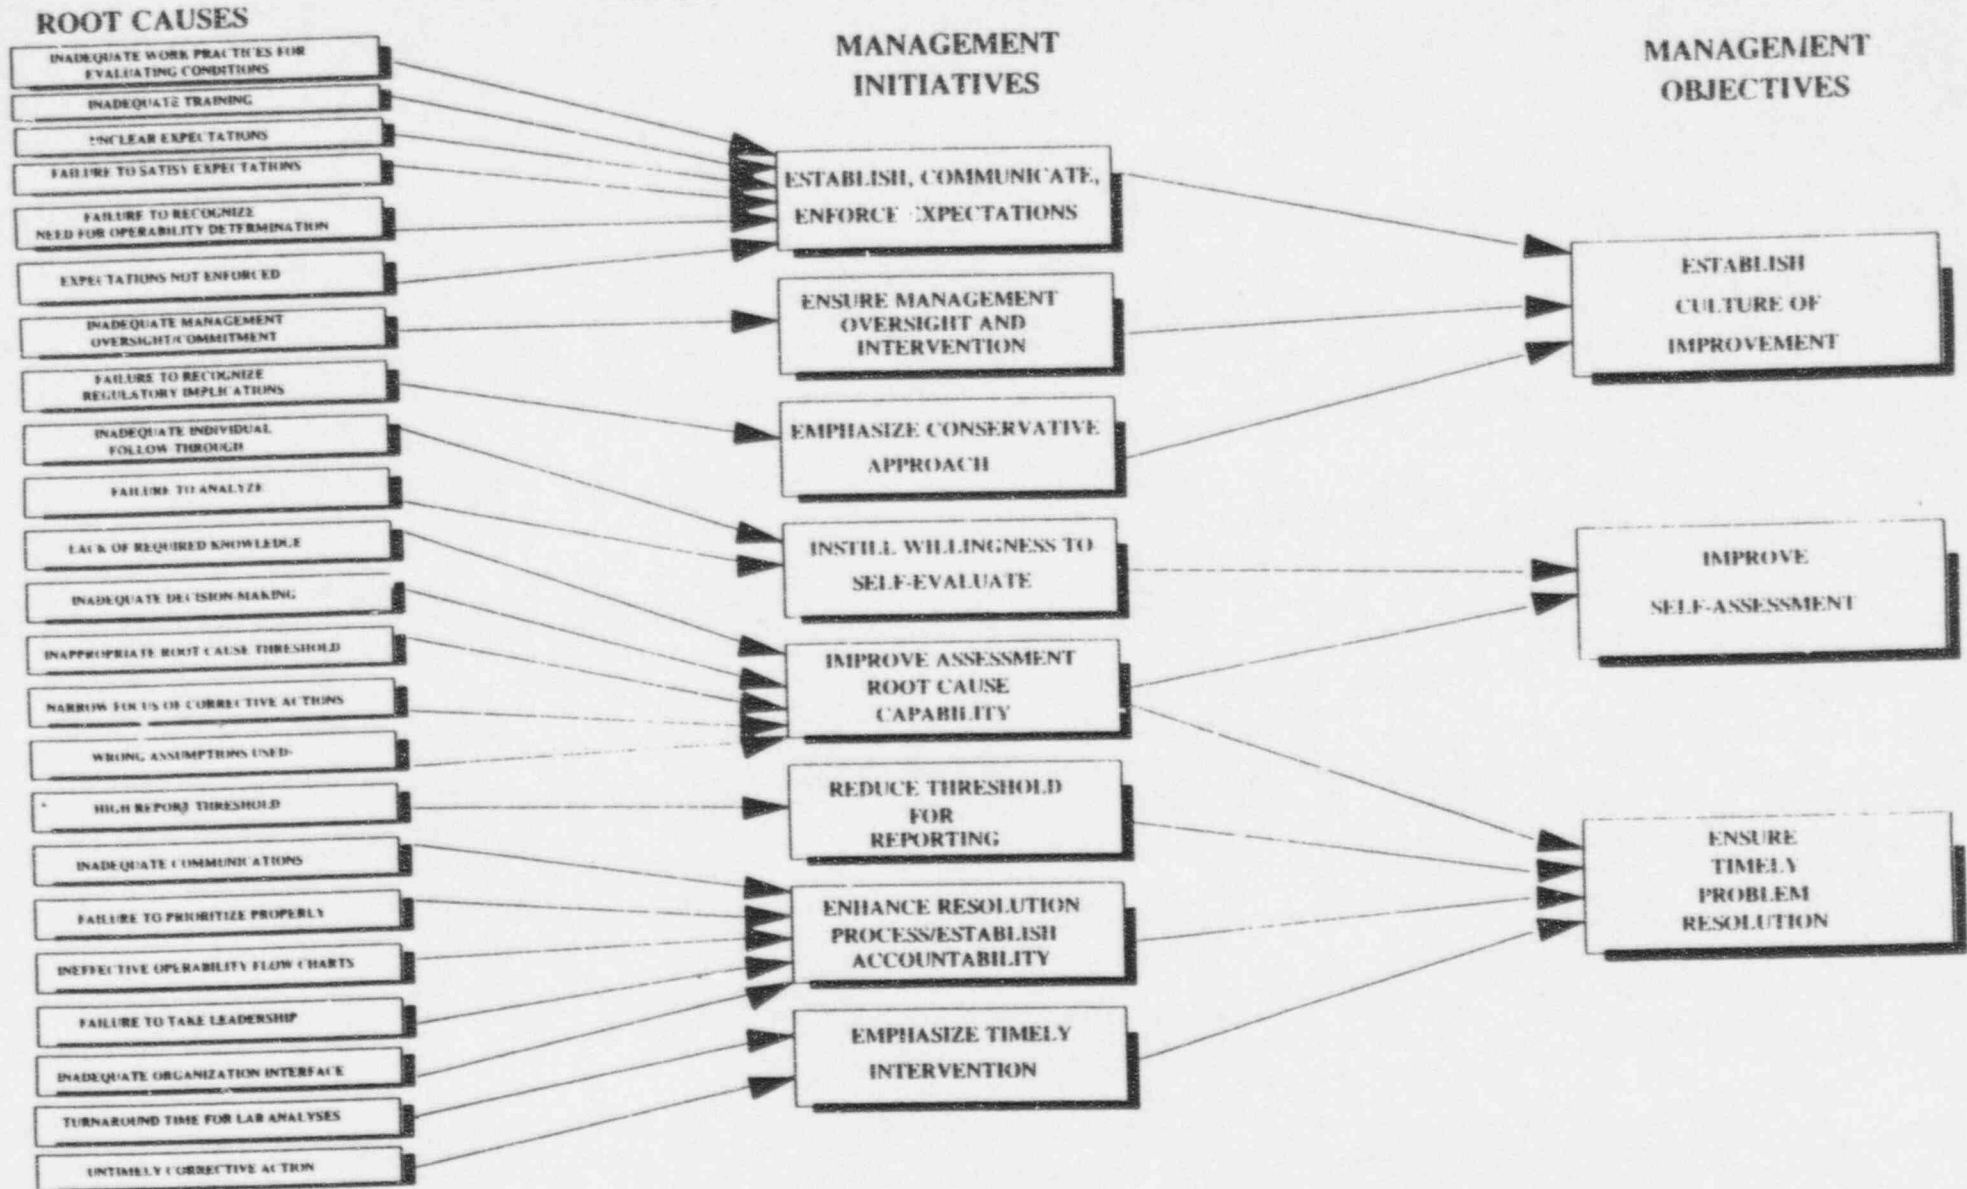 ROOT CAUSES
INADEQUATE WORK PRACTICES FOR
EVALUATING CONDITIONS
INADEQUATE TRAINING
UNCLEAR EXPECTATIONS
FAILURE TO SATISY EXPECTATIONS
FAILURE TO RECOGNIZE
NEED FOR OPERABILITY DETERMINATION
EXPECTATIONS NOT ENFORCED
INADEQUATE MANAGEMENT
OVERSIGHT/COMMITMENT
FAILURE TO RECOGNIZE
REGULATORY IMPLICATIONS
INADEQUATE INDIVIDUAL
FOLLOW-THROUGH
FAILURE TO ANALYZE
LACK OF REQUIRED KNOWLEDGE
INADEQUATE DECISION-MAKING
INAPPROPRIATE ROOT CAUSE THRESHOLD
NARROW FOCUS OF CORRECTIVE ACTIONS
WRONG ASSUMPTIONS USED
HIGH REPORT THRESHOLD
INADEQUATE COMMUNICATIONS
FAILURE TO PRIORITIZE PROPERLY
INEFFECTIVE OPERABILITY FLOW CHARTS
FAILURE TO TAKE LEADERSHIP
INADEQUATE ORGANIZATION INTERFACE
TURNAROUND TIME FOR LAB ANALYSES
UNTIMELY CORRECTIVE ACTION
MANAGEMENT
INITIATIVES
ESTABLISH, COMMUNICATE,
ENFORCE EXPECTATIONS
ENSURE MANAGEMENT
OVERSIGHT AND
INTERVENTION
EMPHASIZE CONSERVATIVE
APPROACH
INSTILL WILLINGNESS TO
SELF-EVALUATE
IMPROVE ASSESSMENT
ROOT CAUSE
CAPABILITY
REDUCE THRESHOLD
FOR
REPORTING
ENHANCE RESOLUTION
PROCESS/ESTABLISH
ACCOUNTABILITY
EMPHASIZE TIMELY
INTERVENTION
MANAGEMENT
OBJECTIVES
ESTABLISH
CULTURE OF
IMPROVEMENT
IMPROVE
SELF-ASSESSMENT
ENSURE
TIMELY
PROBLEM
RESOLUTION